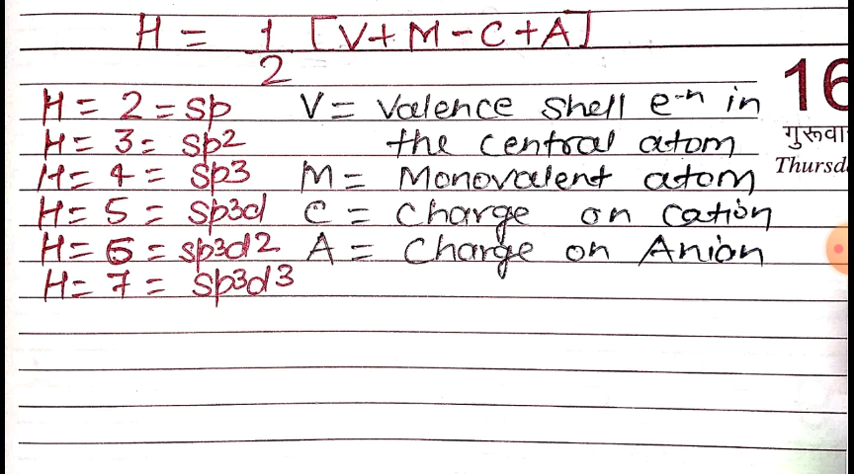 H = 1/2 [V+M-C+A]
H = 2 = sp V = Valence shell e-n in
H = 3 = sp2 the central atom
H = 4 = sp3 M = Monovalent atom
H = 5 = sp3d C = Charge on cation
H = 6 = sp3d2 A = Charge on Anion
H = 7 = sp3d3
16
गुरूवा
Thursd